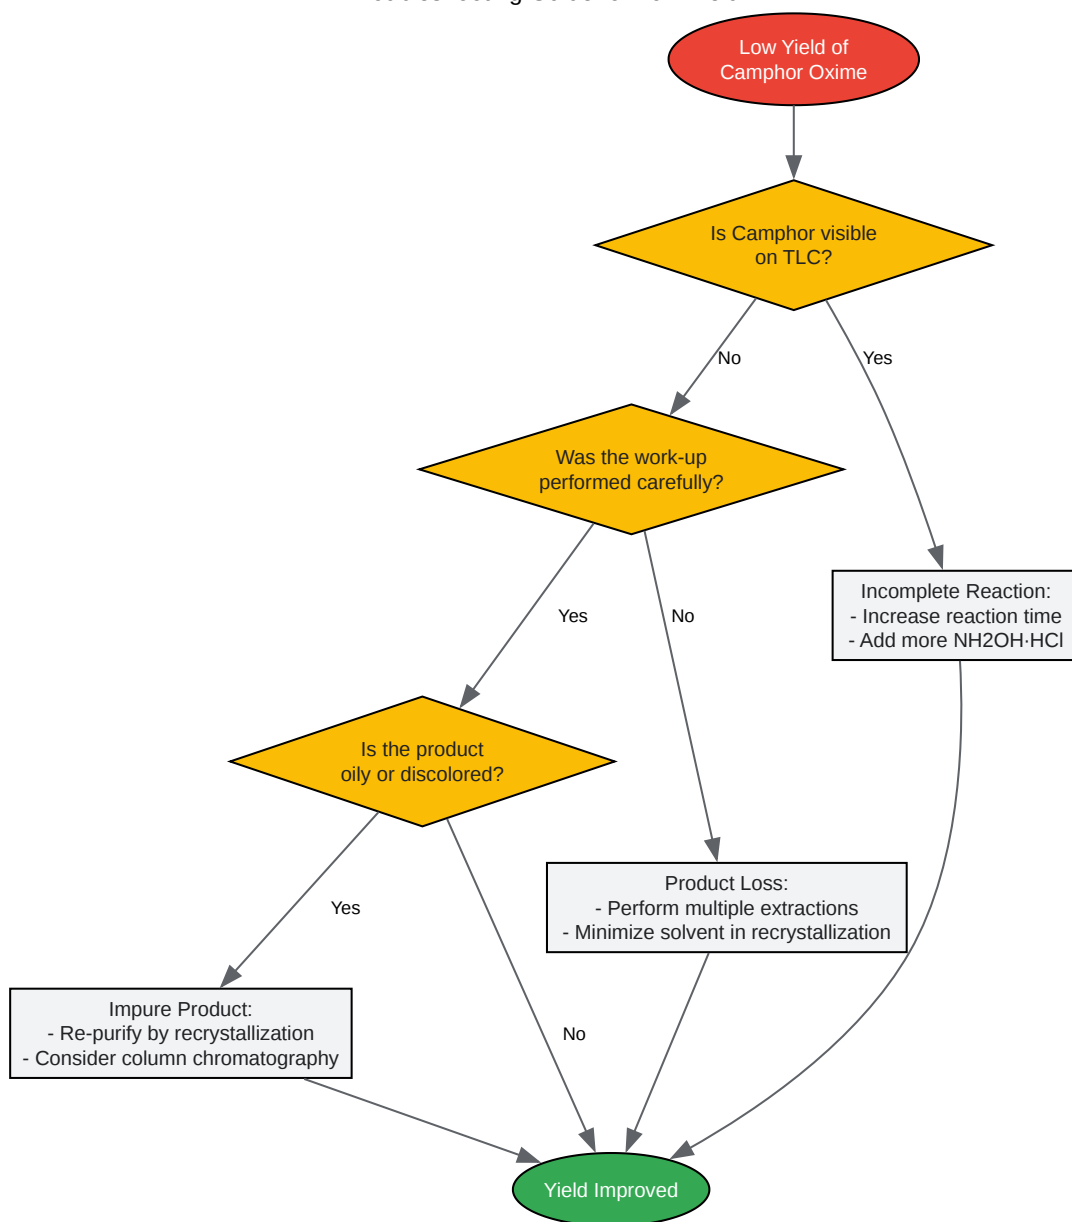 Low Yield of
Camphor Oxime
Is Camphor visible
on TLC?
No
Yes
Was the work-up
performed carefully?
Yes
No
Incomplete Reaction:
- Increase reaction time
- Add more NH2OH·HCl
Is the product
oily or discolored?
Yes
No
Product Loss:
- Perform multiple extractions
- Minimize solvent in recrystallization
Impure Product:
- Re-purify by recrystallization
- Consider column chromatography
Yield Improved